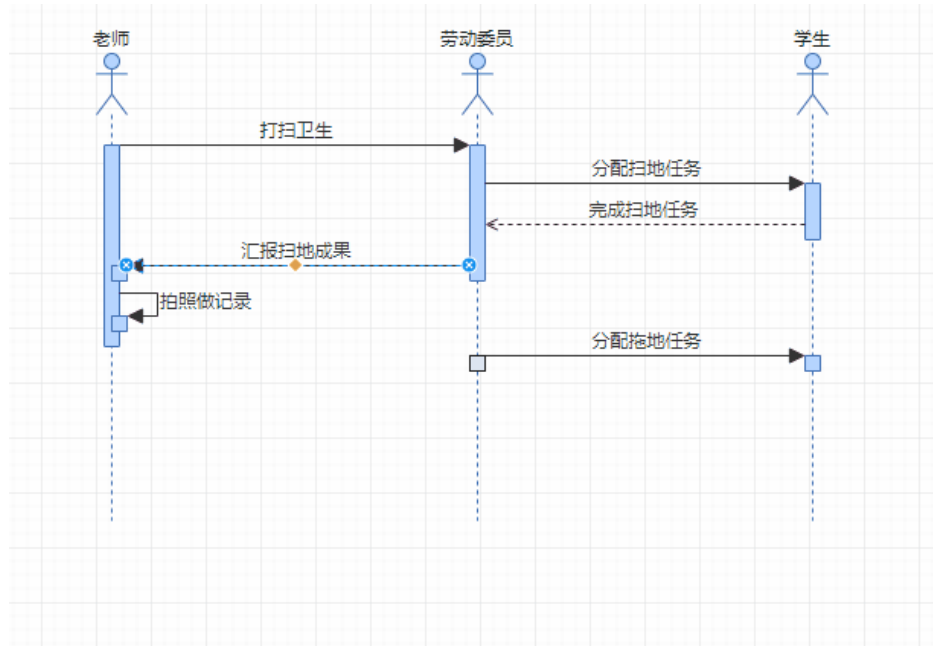 老师
劳动委员
学生
打扫卫生
分配扫地任务
完成扫地任务
汇报扫地成果
拍照做记录
分配拖地任务